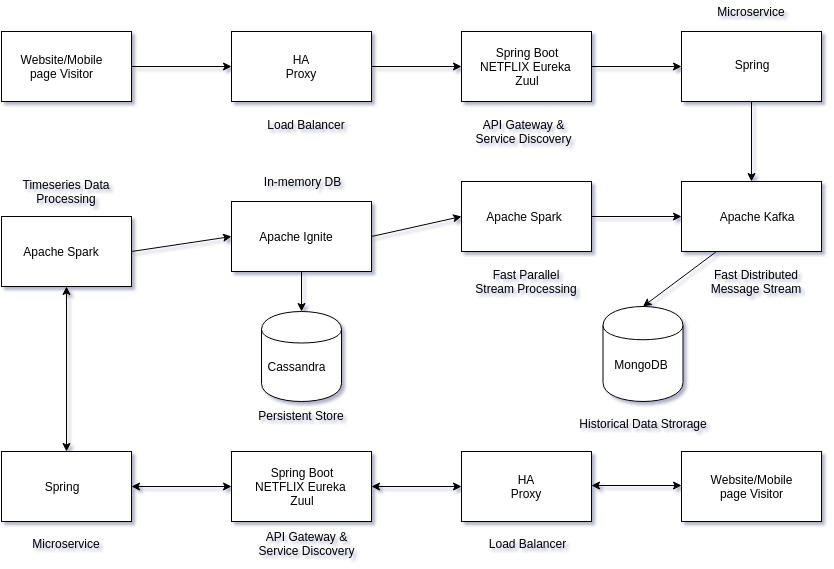 Microservice
Website/Mobile
page Visitor
HA
Proxy
Spring Boot
NETFLIX Eureka
Zuul
Spring
Load Balancer
API Gateway &
Service Discovery
Timeseries Data
Processing
In-memory DB
Apache Spark
Apache Ignite
Apache Spark
Apache Kafka
Fast Parallel
Stream Processing
Fast Distributed
Message Stream
Cassandra
MongoDB
Persistent Store
Historical Data Strorage
Spring
Spring Boot
NETFLIX Eureka
Zuul
HA
Proxy
Website/Mobile
page Visitor
Microservice
API Gateway &
Service Discovery
Load Balancer